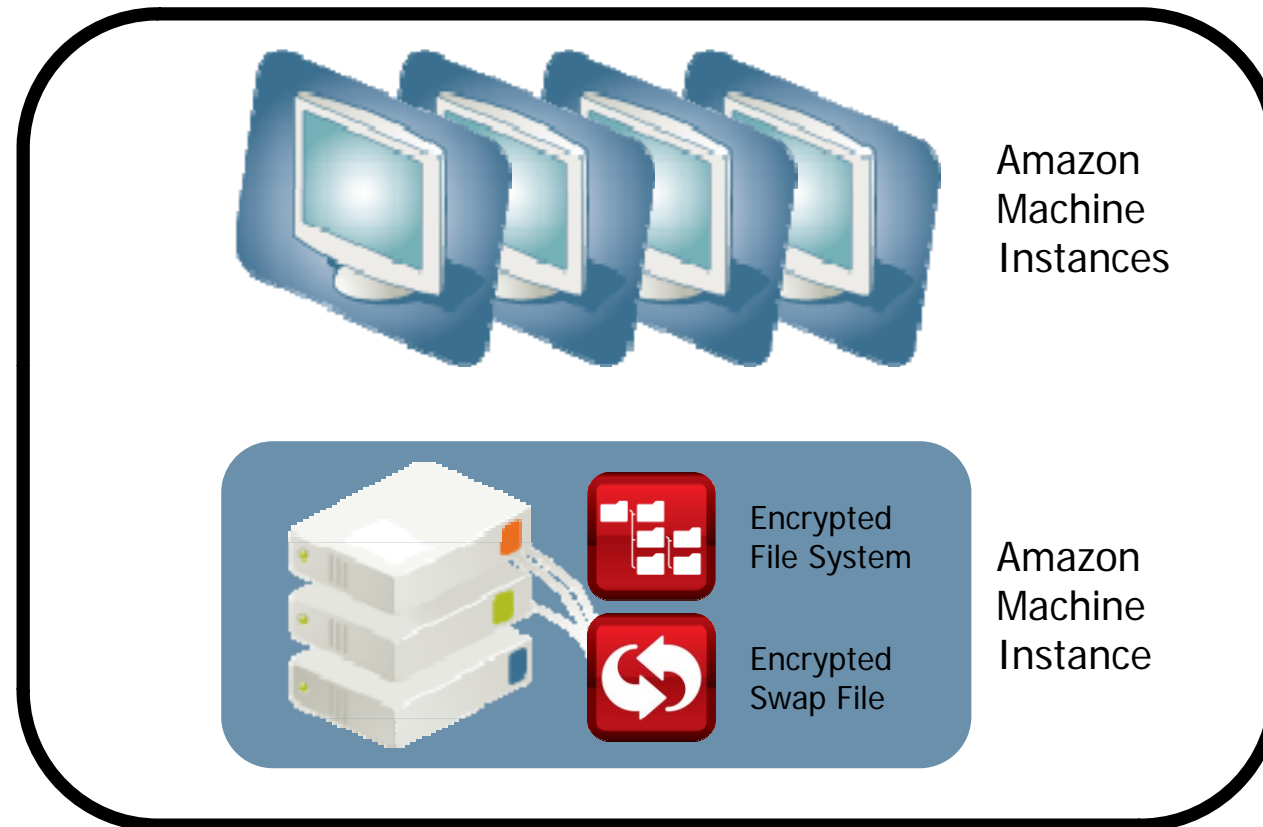 Amazon
Machine
Instances
Encrypted
File System
Encrypted
Swap File
Amazon
Machine
Instance